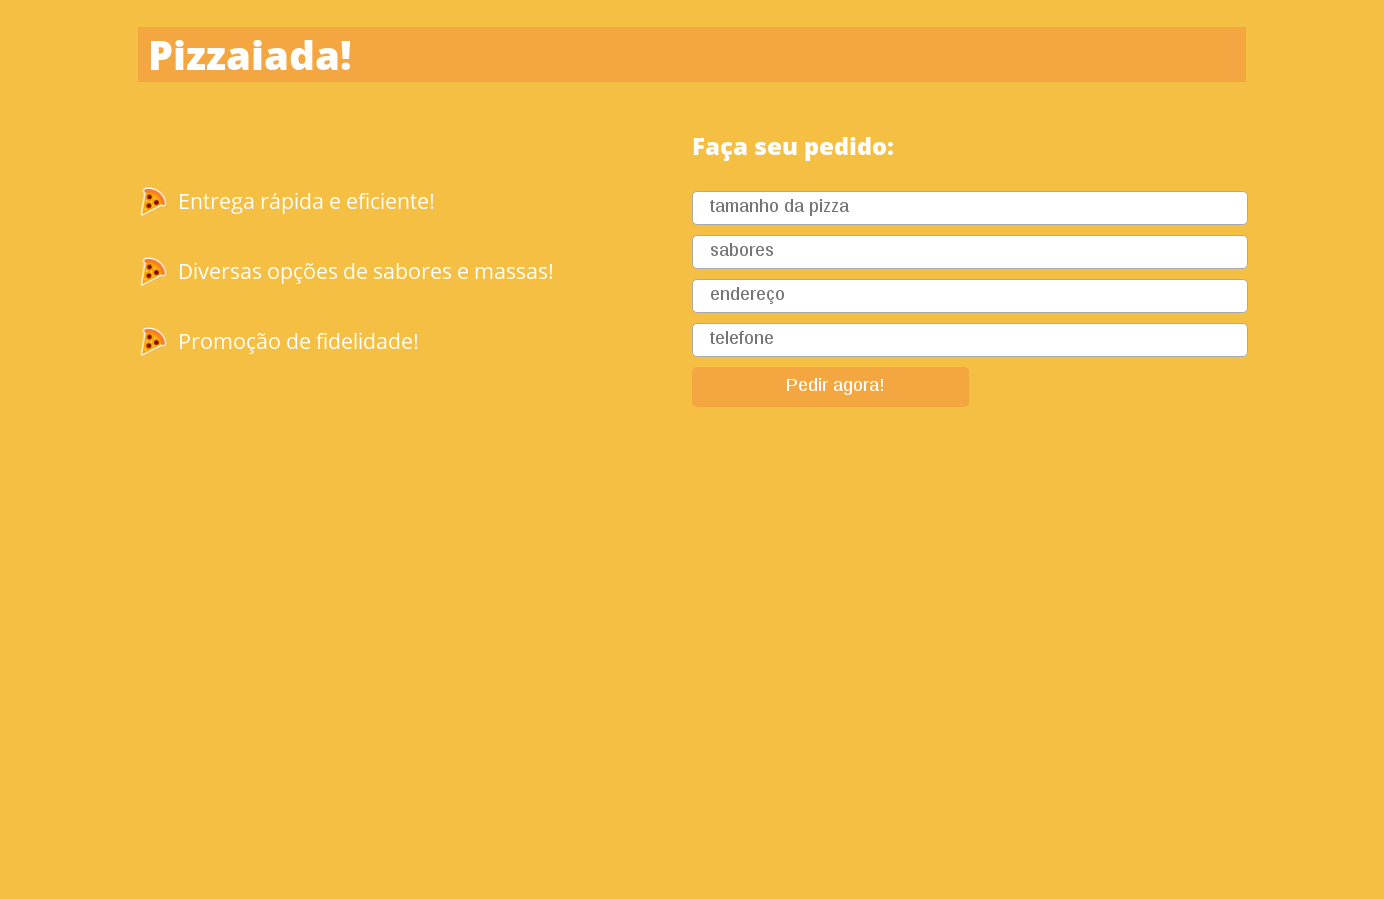 Pizzaiada!
Entrega rápida e eficiente!
Diversas opções de sabores e massas!
Promoção de fidelidade!
Faça seu pedido:
tamanho da pizza
sabores
endereço
telefone
Pedir agora!